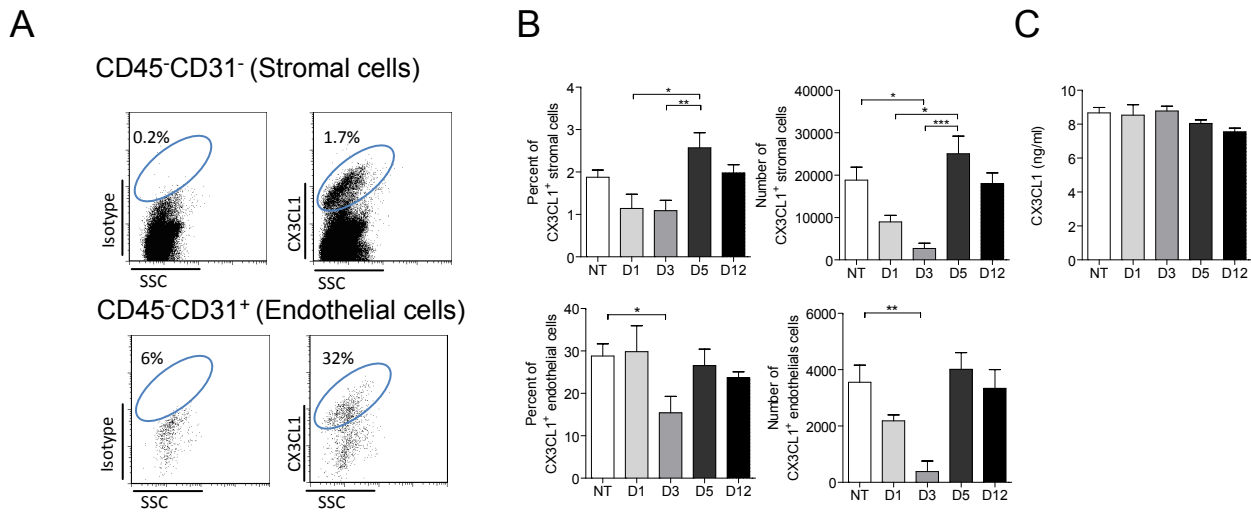 A
CD45⁻CD31⁻ (Stromal cells)
0.2%
Isotype
SSC
1.7%
CX3CL1
SSC
CD45⁻CD31⁺ (Endothelial cells)
6%
Isotype
SSC
32%
CX3CL1
SSC
B
Percent of
CX3CL1⁺ stromal cells
4
3
2
1
0
*
**
NT D1 D3 D5 D12
Number of
CX3CL1⁺ stromal cells
40000
30000
20000
10000
0
*
*
***
NT D1 D3 D5 D12
Percent of
CX3CL1⁺ endothelial cells
40
30
20
10
0
*
NT D1 D3 D5 D12
Number of
CX3CL1⁺ endothelials cells
6000
4000
2000
0
**
NT D1 D3 D5 D12
C
CX3CL1 (ng/ml)
10
8
6
4
2
0
NT D1 D3 D5 D12